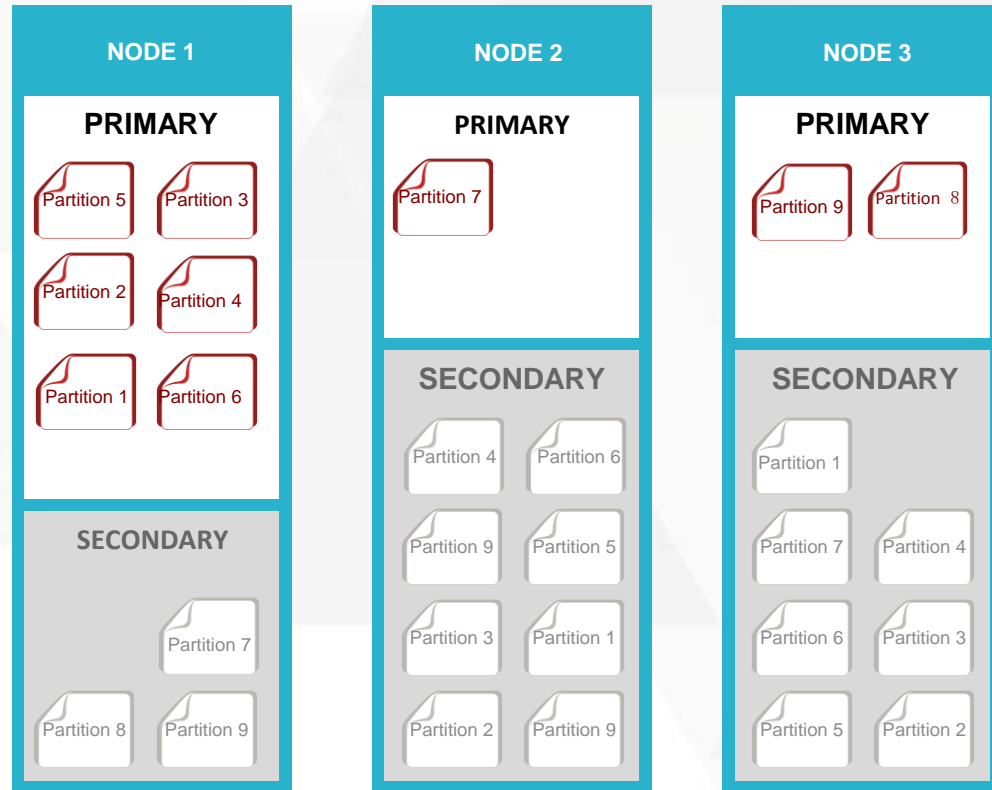 NODE 1
PRIMARY
Partition 5
Partition 3
Partition 2
Partition 4
Partition 1
Partition 6
SECONDARY
Partition 7
Partition 8
Partition 9
NODE 2
PRIMARY
Partition 7
SECONDARY
Partition 4
Partition 6
Partition 9
Partition 5
Partition 3
Partition 1
Partition 2
Partition 9
NODE 3
PRIMARY
Partition 9
Partition 8
SECONDARY
Partition 1
Partition 7
Partition 4
Partition 6
Partition 3
Partition 5
Partition 2